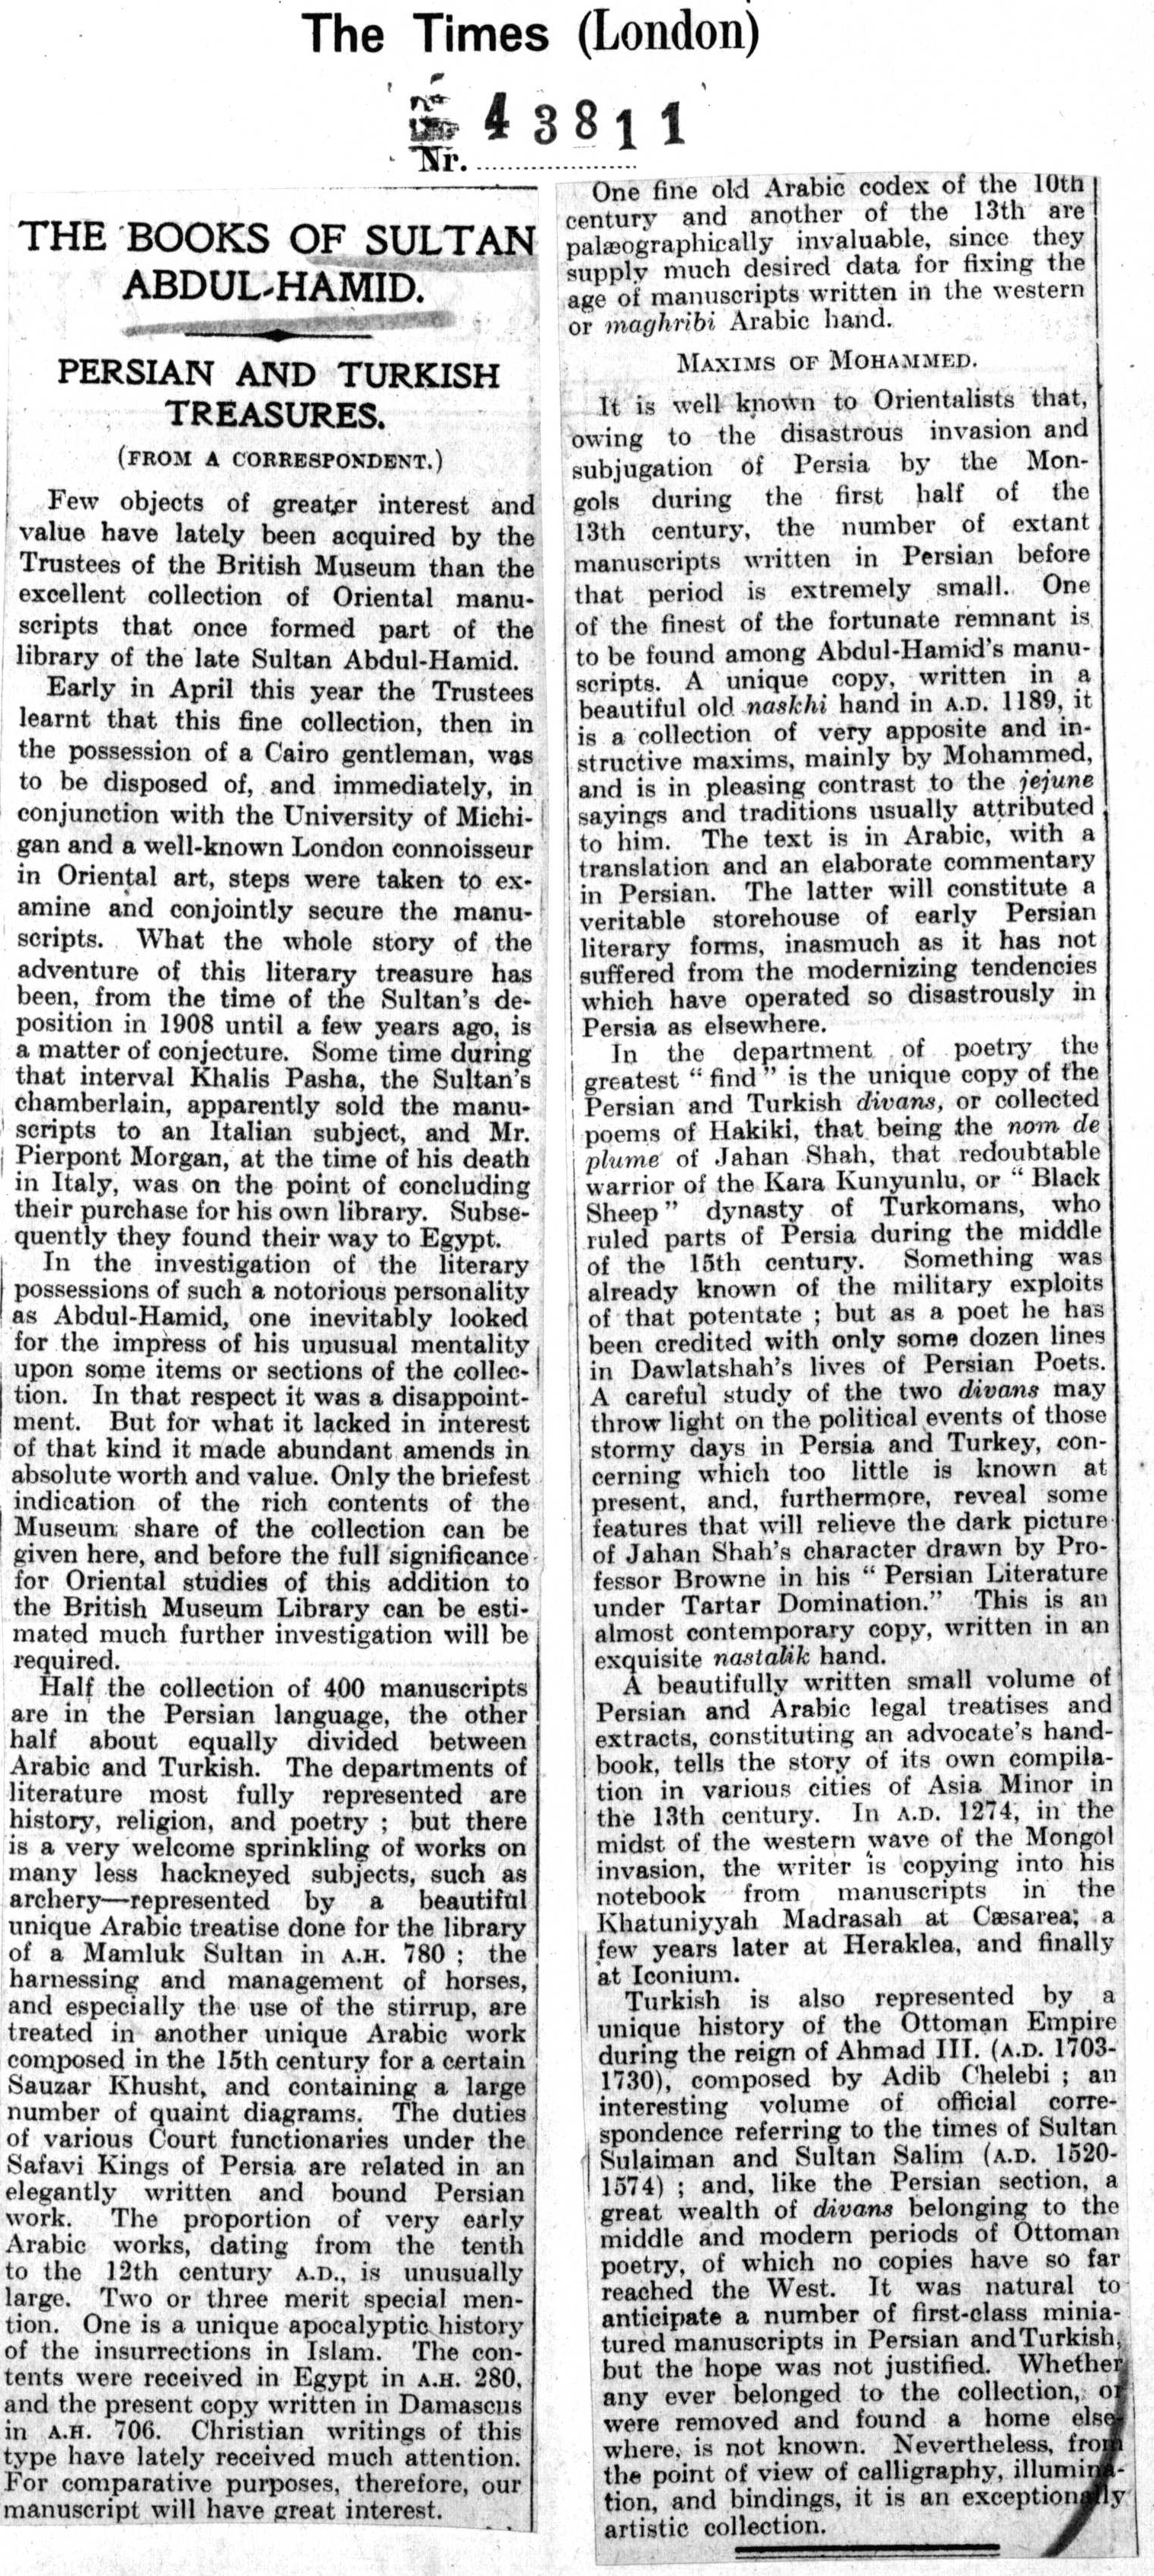 The Times (London)
43811
Nr.
THE BOOKS OF SULTAN
ABDUL-HAMID.
PERSIAN AND TURKISH
TREASURES.
(FROM A CORRESPONDENT.)
Few objects of greater interest and
value have lately been acquired by the
Trustees of the British Museum than the
excellent collection of Oriental manu-
scripts that once formed part of the
library of the late Sultan Abdul-Hamid.
Early in April this year the Trustees
learnt that this fine collection, then in
the possession of a Cairo gentleman, was
to be disposed of, and immediately, in
conjunction with the University of Michi-
gan and a well-known London connoisseur
in Oriental art, steps were taken to ex-
amine and conjointly secure the manu-
scripts. What the whole story of the
adventure of this literary treasure has
been, from the time of the Sultan's de-
position in 1908 until a few years ago, is
a matter of conjecture. Some time during
that interval Khalis Pasha, the Sultan's
chamberlain, apparently sold the manu-
scripts to an Italian subject, and Mr.
Pierpont Morgan, at the time of his death
in Italy, was on the point of concluding
their purchase for his own library. Subse-
quently they found their way to Egypt.
In the investigation of the literary
possessions of such a notorious personality
as Abdul-Hamid, one inevitably looked
for the impress of his unusual mentality
upon some items or sections of the collec-
tion. In that respect it was a disappoint-
ment. But for what it lacked in interest
of that kind it made abundant amends in
absolute worth and value. Only the briefest
indication of the rich contents of the
Museum share of the collection can be
given here, and before the full significance
for Oriental studies of this addition to
the British Museum Library can be esti-
mated much further investigation will be
required.
Half the collection of 400 manuscripts
are in the Persian language, the other
half about equally divided between
Arabic and Turkish. The departments of
literature most fully represented are
history, religion, and poetry ; but there
is a very welcome sprinkling of works on
many less hackneyed subjects, such as
archery—represented by a beautiful
unique Arabic treatise done for the library
of a Mamluk Sultan in A.H. 780 ; the
harnessing and management of horses,
and especially the use of the stirrup, are
treated in another unique Arabic work
composed in the 15th century for a certain
Sauzar Khusht, and containing a large
number of quaint diagrams. The duties
of various Court functionaries under the
Safavi Kings of Persia are related in an
elegantly written and bound Persian
work. The proportion of very early
Arabic works, dating from the tenth
to the 12th century A.D., is unusually
large. Two or three merit special men-
tion. One is a unique apocalyptic history
of the insurrections in Islam. The con-
tents were received in Egypt in A.H. 280,
and the present copy written in Damascus
in A.H. 706. Christian writings of this
type have lately received much attention.
For comparative purposes, therefore, our
manuscript will have great interest.
One fine old Arabic codex of the 10th
century and another of the 13th are
palæographically invaluable, since they
supply much desired data for fixing the
age of manuscripts written in the western
or maghribi Arabic hand.
MAXIMS OF MOHAMMED.
It is well known to Orientalists that,
owing to the disastrous invasion and
subjugation of Persia by the Mon-
gols during the first half of the
13th century, the number of extant
manuscripts written in Persian before
that period is extremely small. One
of the finest of the fortunate remnant is
to be found among Abdul-Hamid's manu-
scripts. A unique copy, written in a
beautiful old naskhi hand in A.D. 1189, it
is a collection of very apposite and in-
structive maxims, mainly by Mohammed,
and is in pleasing contrast to the jejune
sayings and traditions usually attributed
to him. The text is in Arabic, with a
translation and an elaborate commentary
in Persian. The latter will constitute a
veritable storehouse of early Persian
literary forms, inasmuch as it has not
suffered from the modernizing tendencies
which have operated so disastrously in
Persia as elsewhere.
In the department of poetry the
greatest “ find ” is the unique copy of the
Persian and Turkish divans, or collected
poems of Hakiki, that being the nom de
plume of Jahan Shah, that redoubtable
warrior of the Kara Kunyunlu, or “ Black
Sheep ” dynasty of Turkomans, who
ruled parts of Persia during the middle
of the 15th century. Something was
already known of the military exploits
of that potentate ; but as a poet he has
been credited with only some dozen lines
in Dawlatshah's lives of Persian Poets.
A careful study of the two divans may
throw light on the political events of those
stormy days in Persia and Turkey, con-
cerning which too little is known at
present, and, furthermore, reveal some
features that will relieve the dark picture
of Jahan Shah's character drawn by Pro-
fessor Browne in his “ Persian Literature
under Tartar Domination.” This is an
almost contemporary copy, written in an
exquisite nastalik hand.
A beautifully written small volume of
Persian and Arabic legal treatises and
extracts, constituting an advocate's hand-
book, tells the story of its own compila-
tion in various cities of Asia Minor in
the 13th century. In A.D. 1274, in the
midst of the western wave of the Mongol
invasion, the writer is copying into his
notebook from manuscripts in the
Khatuniyyah Madrasah at Cæsarea; a
few years later at Heraklea, and finally
at Iconium.
Turkish is also represented by a
unique history of the Ottoman Empire
during the reign of Ahmad III. (A.D. 1703-
1730), composed by Adib Chelebi ; an
interesting volume of official corre-
spondence referring to the times of Sultan
Sulaiman and Sultan Salim (A.D. 1520-
1574) ; and, like the Persian section, a
great wealth of divans belonging to the
middle and modern periods of Ottoman
poetry, of which no copies have so far
reached the West. It was natural to
anticipate a number of first-class minia-
tured manuscripts in Persian and Turkish,
but the hope was not justified. Whether
any ever belonged to the collection, or
were removed and found a home else-
where, is not known. Nevertheless, from
the point of view of calligraphy, illumina-
tion, and bindings, it is an exceptionally
artistic collection.